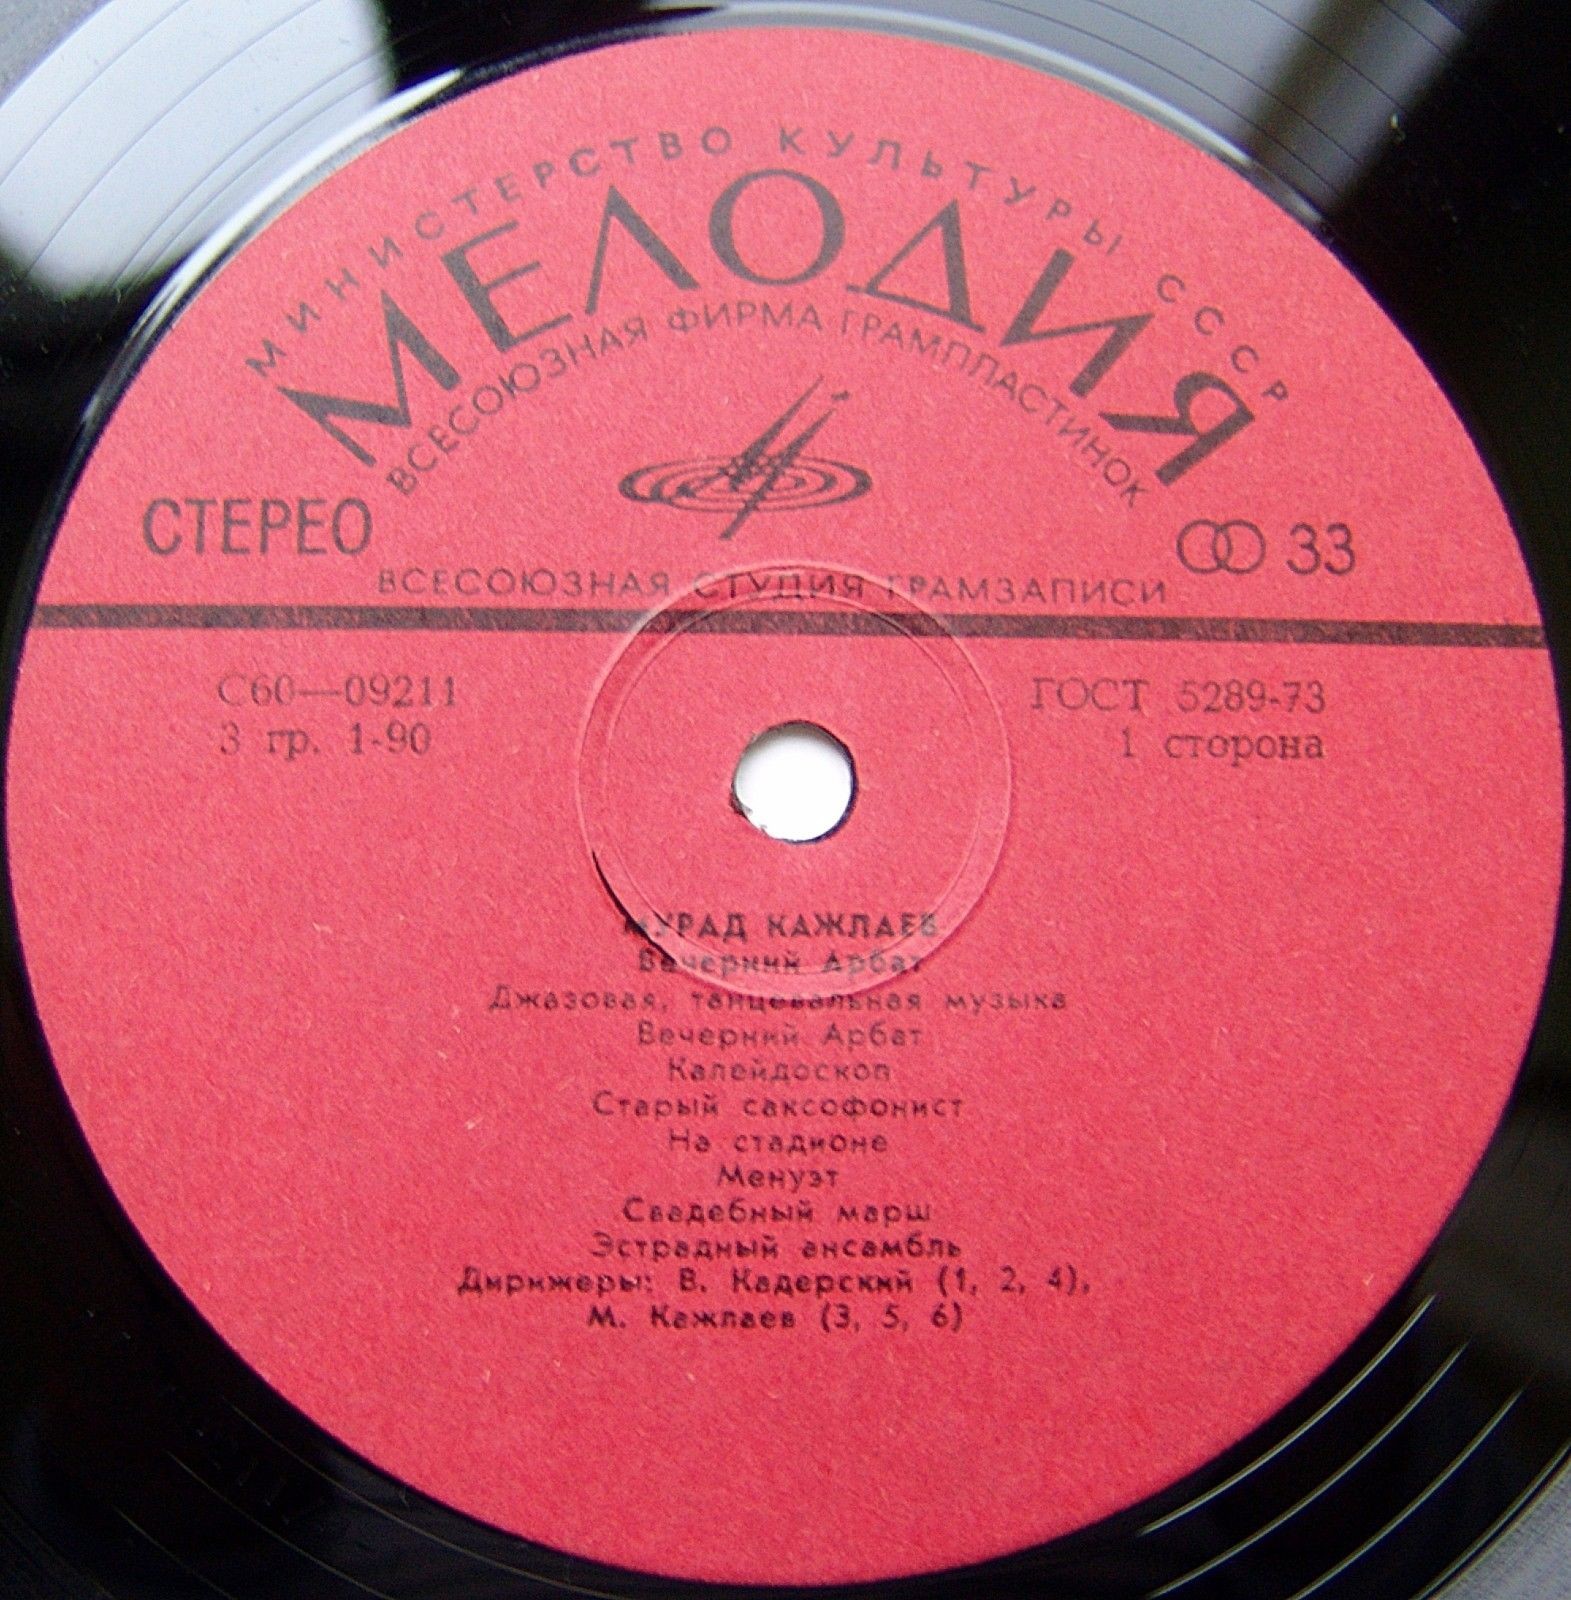 МИНИСТЕРСТВО КУЛЬТУРЫ СССР
МЕЛОДИЯ
ВСЕСОЮЗНАЯ ФИРМА ГРАМПЛАСТИНОК
СТЕРЕО
33
ВСЕСОЮЗНАЯ СТУДИЯ ГРАМЗАПИСИ
С60—09211
ГОСТ 5289-73
3 гр. 1-90
1 сторона
МУРАД КАЖЛАЕВ
Вечерний Арбат
Джазовая, танцевальная музыка
Вечерний Арбат
Калейдоскоп
Старый саксофонист
На стадионе
Менуэт
Свадебный марш
Эстрадный ансамбль
Дирижеры: В. Кадерский (1, 2, 4),
М. Кажлаев (3, 5, 6)